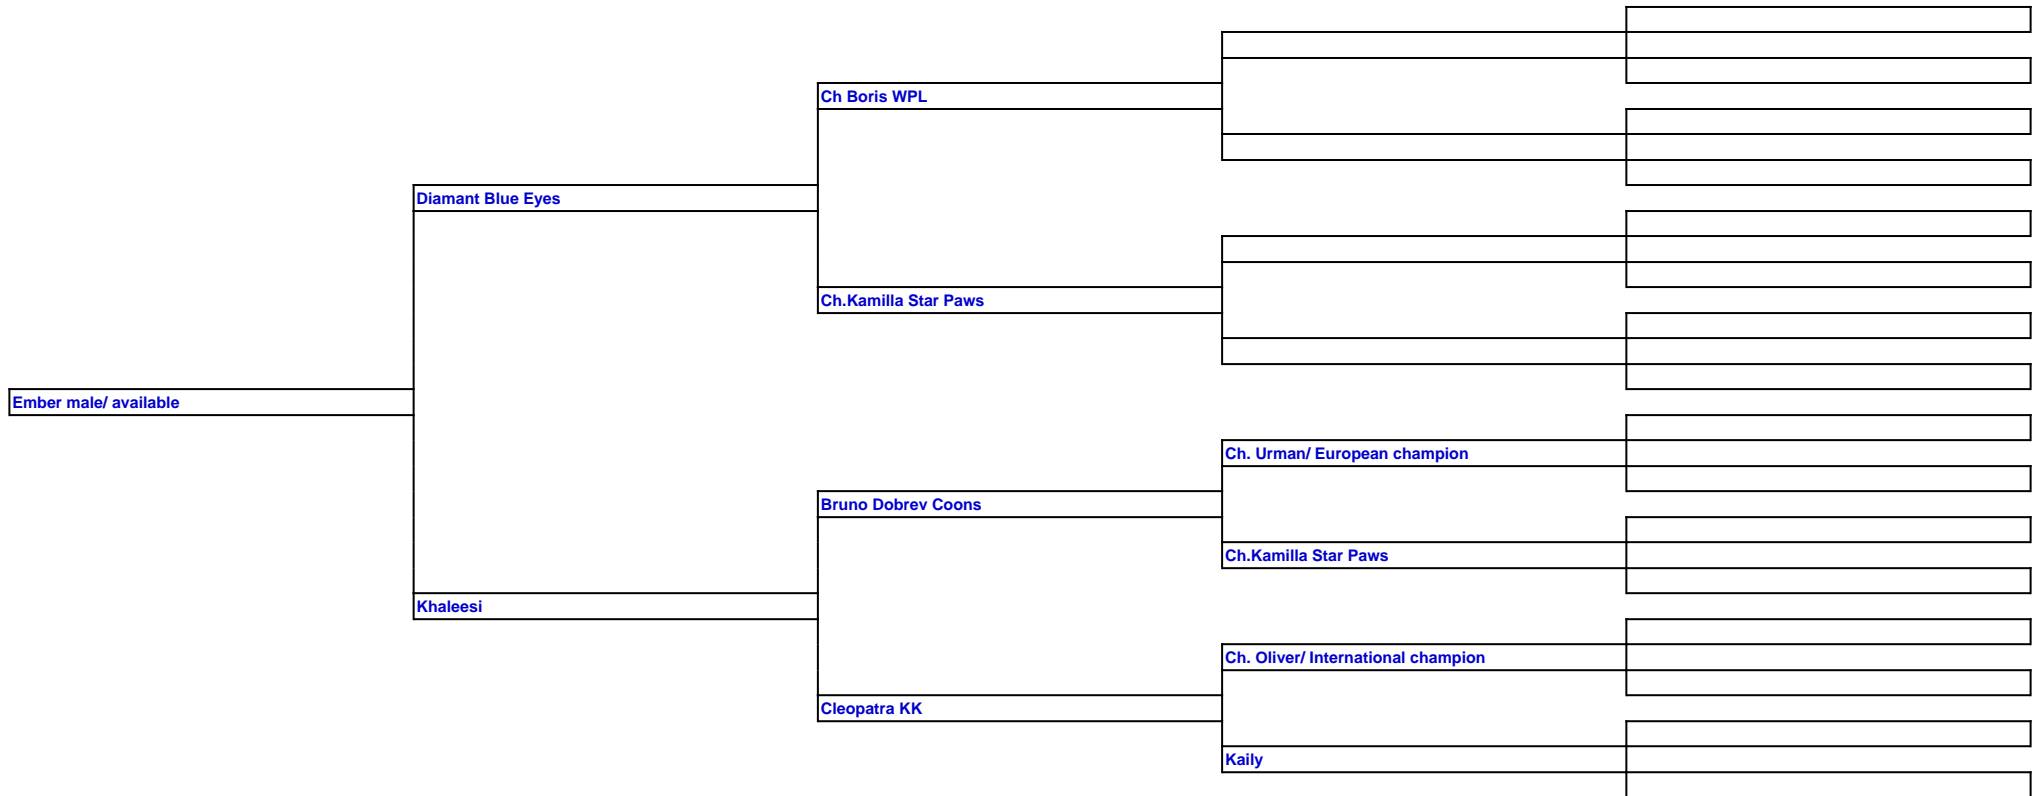 Ch Boris WPL
Diamant Blue Eyes
Ch.Kamilla Star Paws
Ember male/ available
Ch. Urman/ European champion
Bruno Dobrev Coons
Ch.Kamilla Star Paws
Khaleesi
Ch. Oliver/ International champion
Cleopatra KK
Kaily